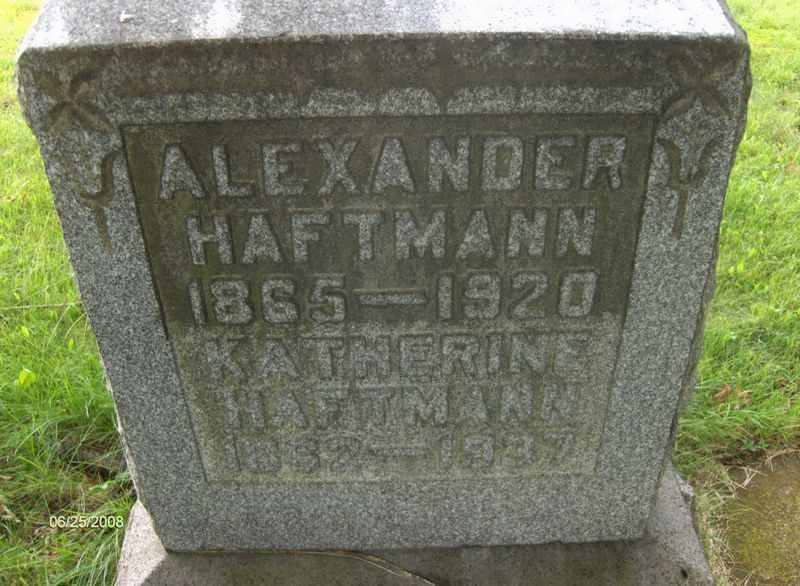 ALEXANDER
HAFTMANN
1865—1920
KATHERINE
HAFTMANN
1862—1937
06/25/2008